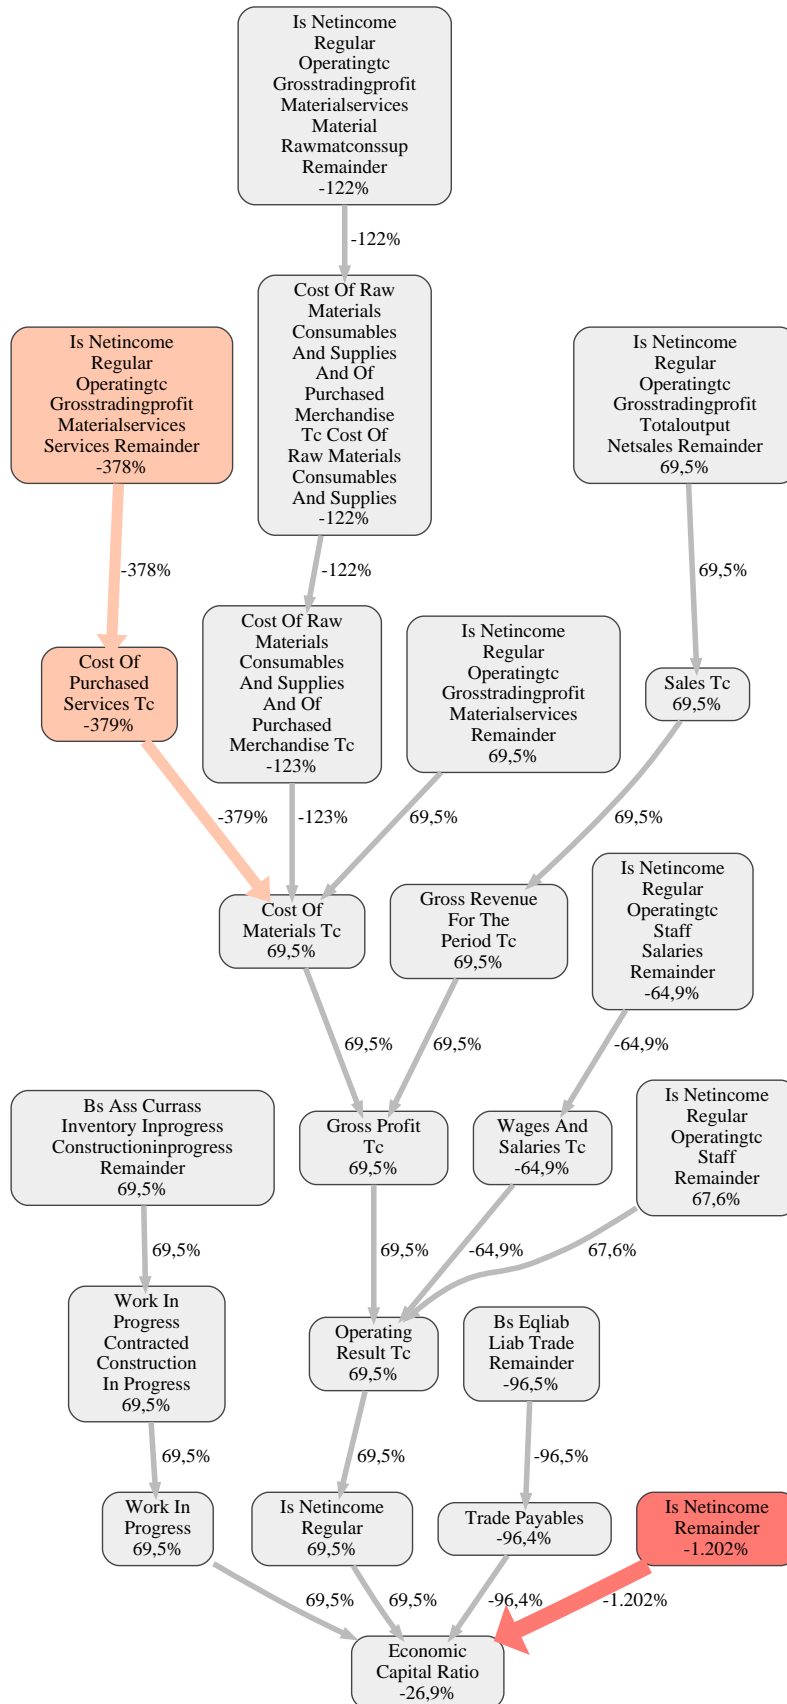 Is Netincome
Regular
Operatingtc
Grosstradingprofit
Materialservices
Material
Rawmatconssup
Remainder
-122%
-122%
Cost Of Raw
Materials
Consumables
And Supplies
And Of
Purchased
Merchandise
Tc Cost Of
Raw Materials
Consumables
And Supplies
-122%
Is Netincome
Regular
Operatingtc
Grosstradingprofit
Materialservices
Services Remainder
-378%
Is Netincome
Regular
Operatingtc
Grosstradingprofit
Totaloutput
Netsales Remainder
69,5%
-378%
-122%
69,5%
Cost Of
Purchased
Services Tc
-379%
Cost Of Raw
Materials
Consumables
And Supplies
And Of
Purchased
Merchandise Tc
-123%
Is Netincome
Regular
Operatingtc
Grosstradingprofit
Materialservices
Remainder
69,5%
Sales Tc
69,5%
-379%
-123%
69,5%
69,5%
Cost Of
Materials Tc
69,5%
Gross Revenue
For The
Period Tc
69,5%
Is Netincome
Regular
Operatingtc
Staff
Salaries
Remainder
-64,9%
69,5%
69,5%
-64,9%
Bs Ass Currass
Inventory Inprogress
Constructioninprogress
Remainder
69,5%
Gross Profit
Tc
69,5%
Wages And
Salaries Tc
-64,9%
Is Netincome
Regular
Operatingtc
Staff
Remainder
67,6%
69,5%
69,5%
-64,9%
67,6%
Work In
Progress
Contracted
Construction
In Progress
69,5%
Operating
Result Tc
69,5%
Bs Eqliab
Liab Trade
Remainder
-96,5%
69,5%
69,5%
-96,5%
Work In
Progress
69,5%
Is Netincome
Regular
69,5%
Trade Payables
-96,4%
Is Netincome
Remainder
-1.202%
69,5%
69,5%
-96,4%
-1.202%
Economic
Capital Ratio
-26,9%